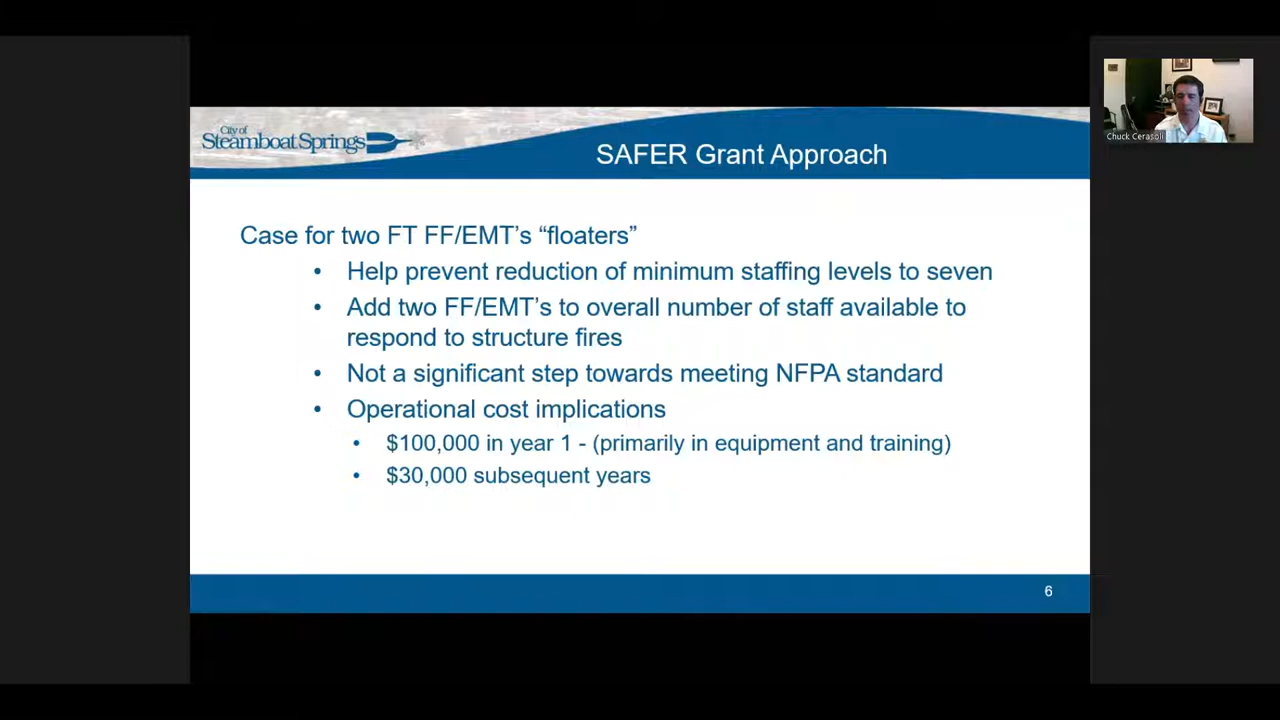 City of
Steamboat Springs
SAFER Grant Approach
Chuck Cerasoli
Case for two FT FF/EMT’s “floaters”
• Help prevent reduction of minimum staffing levels to seven
• Add two FF/EMT’s to overall number of staff available to
respond to structure fires
• Not a significant step towards meeting NFPA standard
• Operational cost implications
• $100,000 in year 1 - (primarily in equipment and training)
• $30,000 subsequent years
6